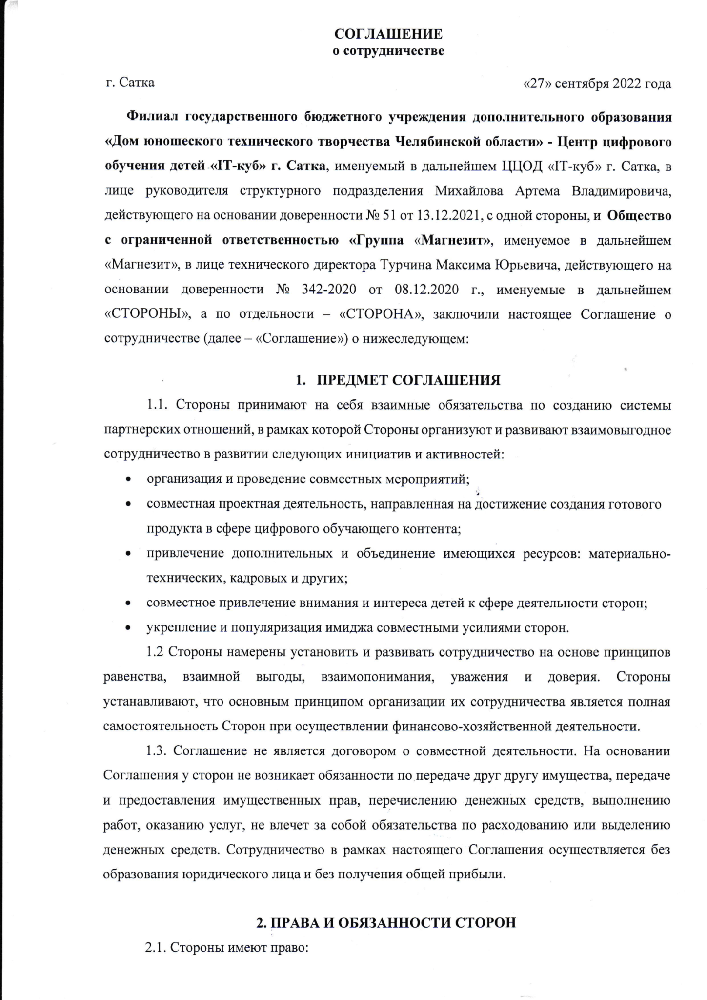 СОГЛАШЕНИЕ
о сотрудничестве
г. Сатка «27» сентября 2022 года
Филиал государственного бюджетного учреждения дополнительного образования
«Дом юношеского технического творчества Челябинской области» - Центр цифрового
обучения детей «IT-куб» г. Сатка, именуемый в дальнейшем ЦЦОД «IT-куб» г. Сатка, в
лице руководителя структурного подразделения Михайлова Артема Владимировича,
действующего на основании доверенности № 51 от 13.12.2021, с одной стороны, и Общество
с ограниченной ответственностью «Группа «Магнезит», именуемое в дальнейшем
«Магнезит», в лице технического директора Турчина Максима Юрьевича, действующего на
основании доверенности № 342-2020 от 08.12.2020 г., именуемые в дальнейшем
«СТОРОНЫ», а по отдельности – «СТОРОНА», заключили настоящее Соглашение о
сотрудничестве (далее – «Соглашение») о нижеследующем:
1. ПРЕДМЕТ СОГЛАШЕНИЯ
1.1. Стороны принимают на себя взаимные обязательства по созданию системы
партнерских отношений, в рамках которой Стороны организуют и развивают взаимовыгодное
сотрудничество в развитии следующих инициатив и активностей:
• организация и проведение совместных мероприятий;
• совместная проектная деятельность, направленная на достижение создания готового
продукта в сфере цифрового обучающего контента;
• привлечение дополнительных и объединение имеющихся ресурсов: материально-
технических, кадровых и других;
• совместное привлечение внимания и интереса детей к сфере деятельности сторон;
• укрепление и популяризация имиджа совместными усилиями сторон.
1.2 Стороны намерены установить и развивать сотрудничество на основе принципов
равенства, взаимной выгоды, взаимопонимания, уважения и доверия. Стороны
устанавливают, что основным принципом организации их сотрудничества является полная
самостоятельность Сторон при осуществлении финансово-хозяйственной деятельности.
1.3. Соглашение не является договором о совместной деятельности. На основании
Соглашения у сторон не возникает обязанности по передаче друг другу имущества, передаче
и предоставления имущественных прав, перечислению денежных средств, выполнению
работ, оказанию услуг, не влечет за собой обязательства по расходованию или выделению
денежных средств. Сотрудничество в рамках настоящего Соглашения осуществляется без
образования юридического лица и без получения общей прибыли.
2. ПРАВА И ОБЯЗАННОСТИ СТОРОН
2.1. Стороны имеют право: